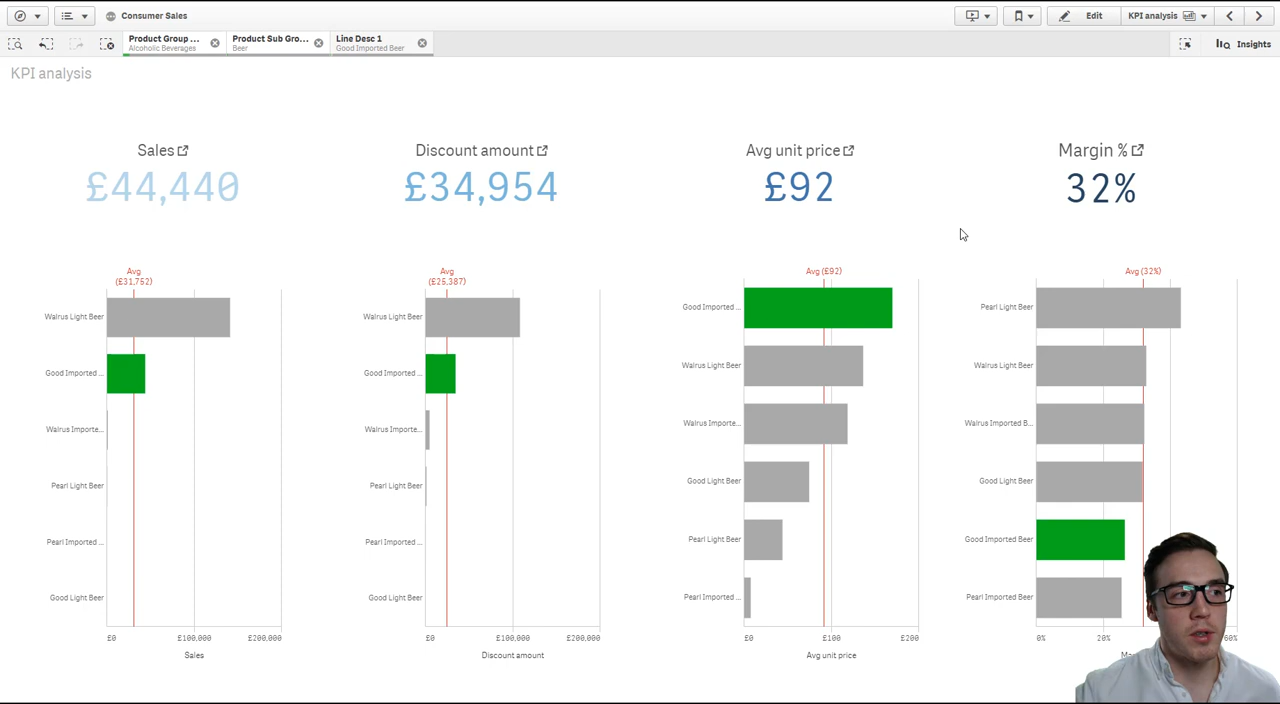 Consumer Sales
Edit
KPI analysis
Product Group ...
Alcoholic Beverages
Product Sub Gro...
Beer
Line Desc 1
Good Imported Beer
Insights
KPI analysis
Sales
£44,440
Discount amount
£34,954
Avg unit price
£92
Margin %
32%
Avg
(£31,752)
Walrus Light Beer
Good Imported ...
Walrus Importe...
Pearl Light Beer
Pearl Imported ...
Good Light Beer
£0
£100,000
£200,000
Sales
Avg
(£25,387)
Walrus Light Beer
Good Imported ...
Walrus Importe...
Pearl Light Beer
Pearl Imported ...
Good Light Beer
£0
£100,000
£200,000
Discount amount
Avg (£92)
Good Imported ...
Walrus Light Beer
Walrus Importe...
Good Light Beer
Pearl Light Beer
Pearl Imported ...
£0
£100
£200
Avg unit price
Avg (32%)
Pearl Light Beer
Walrus Light Beer
Walrus Imported B...
Good Light Beer
Good Imported Beer
Pearl Imported Beer
0%
20%